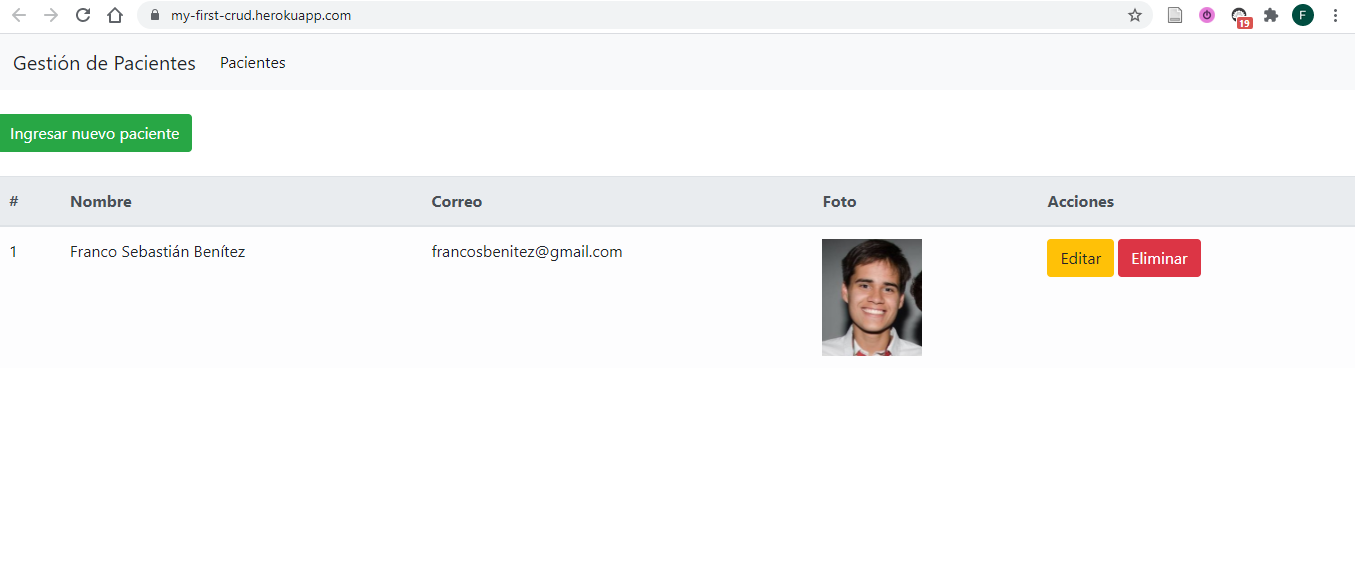 my-first-crud.herokuapp.com
19
F
Gestión de Pacientes Pacientes
Ingresar nuevo paciente
# Nombre Correo Foto Acciones
1 Franco Sebastián Benítez francosbenitez@gmail.com Editar Eliminar